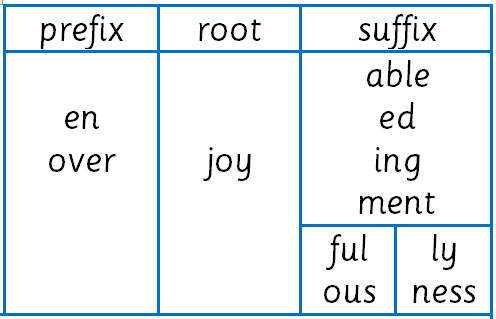 prefix root suffix
able
en ed
over joy ing
ment
ful ly
ous ness